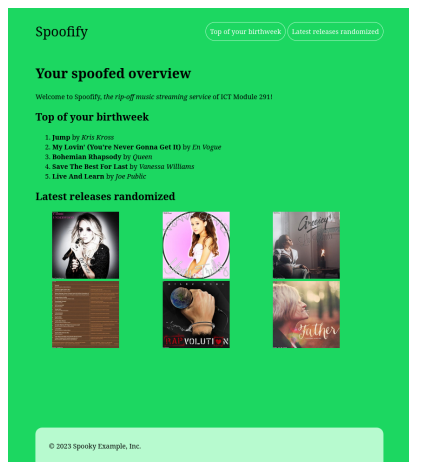 Spoofify
Top of your birthweek
Latest releases randomized
Your spoofed overview
Welcome to Spoofify, the rip-off music streaming service of ICT Module 291!
Top of your birthweek
1. Jump by Kris Kross
2. My Lovin' (You're Never Gonna Get It) by En Vogue
3. Bohemian Rhapsody by Queen
4. Save The Best For Last by Vanessa Williams
5. Live And Learn by Joe Public
Latest releases randomized
Father
© 2023 Spooky Example, Inc.